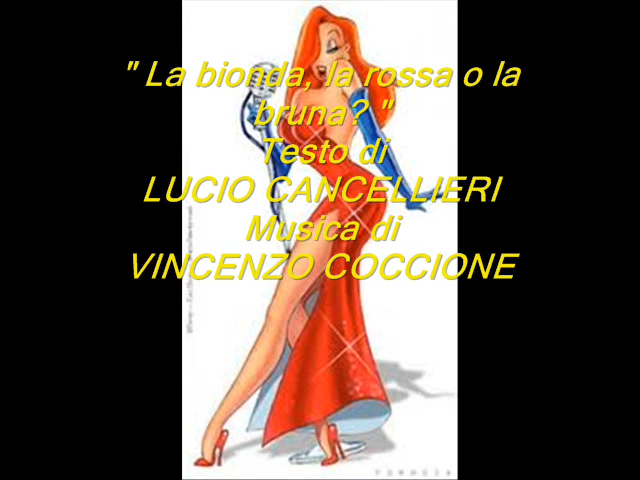 " La bionda, la rossa o la
bruna? "
Testo di
LUCIO CANCELLIERI
Musica di
VINCENZO COCCIONE